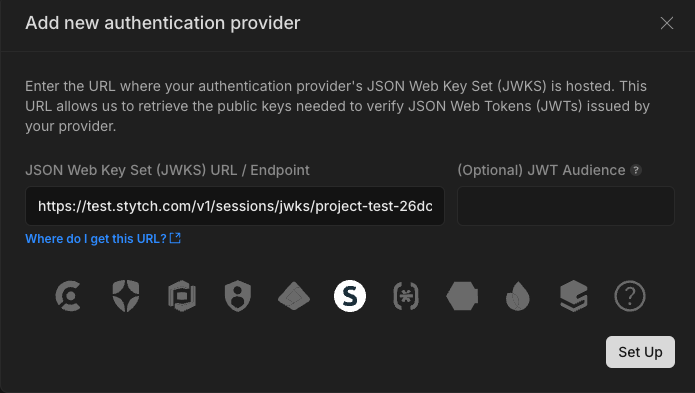 Add new authentication provider
Enter the URL where your authentication provider's JSON Web Key Set (JWKS) is hosted. This
URL allows us to retrieve the public keys needed to verify JSON Web Tokens (JWTs) issued by
your provider.
JSON Web Key Set (JWKS) URL / Endpoint
(Optional) JWT Audience ?
https://test.stytch.com/v1/sessions/jwks/project-test-26dc
Where do I get this URL?
S
?
Set Up